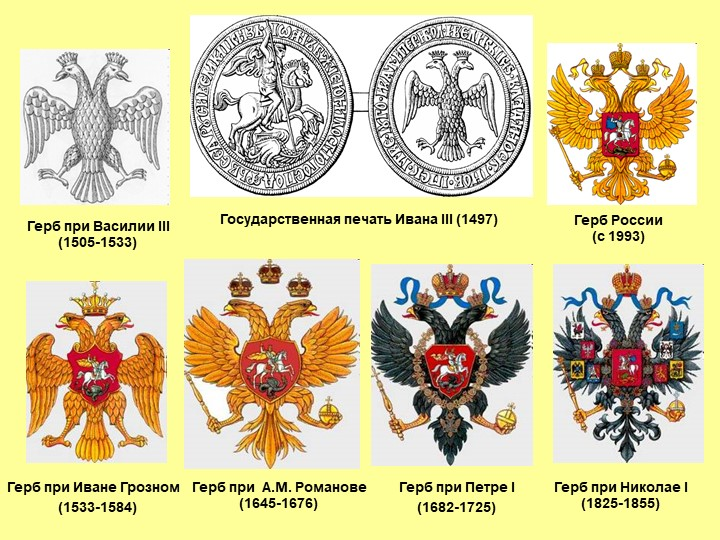 Государственная печать Ивана III (1497)
Герб при Василии III
(1505-1533)
Герб России
(с 1993)
Герб при Иване Грозном
(1533-1584)
Герб при А.М. Романове
(1645-1676)
Герб при Петре I
(1682-1725)
Герб при Николае I
(1825-1855)